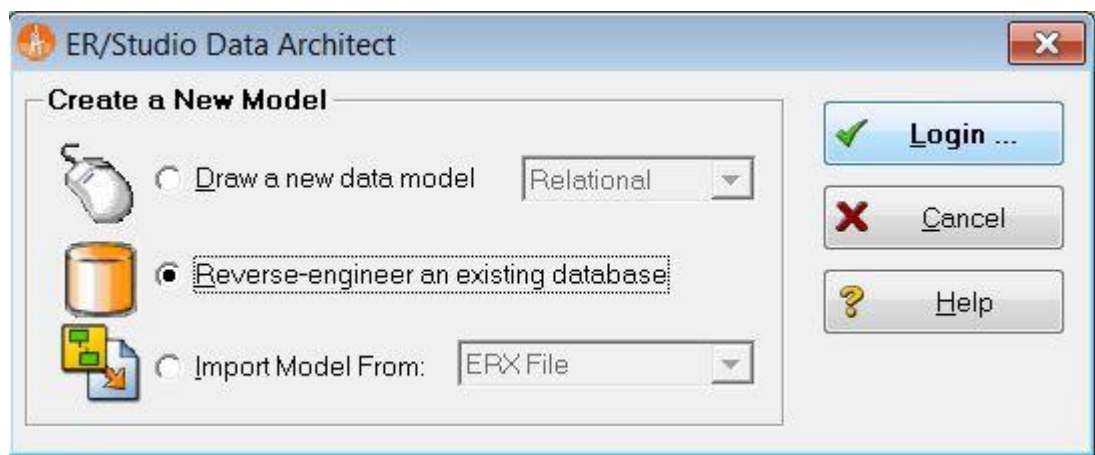 ER/Studio Data Architect
Create a New Model
Draw a new data model Relational
Reverse-engineer an existing database
Import Model From: ERX File
Login ...
Cancel
Help